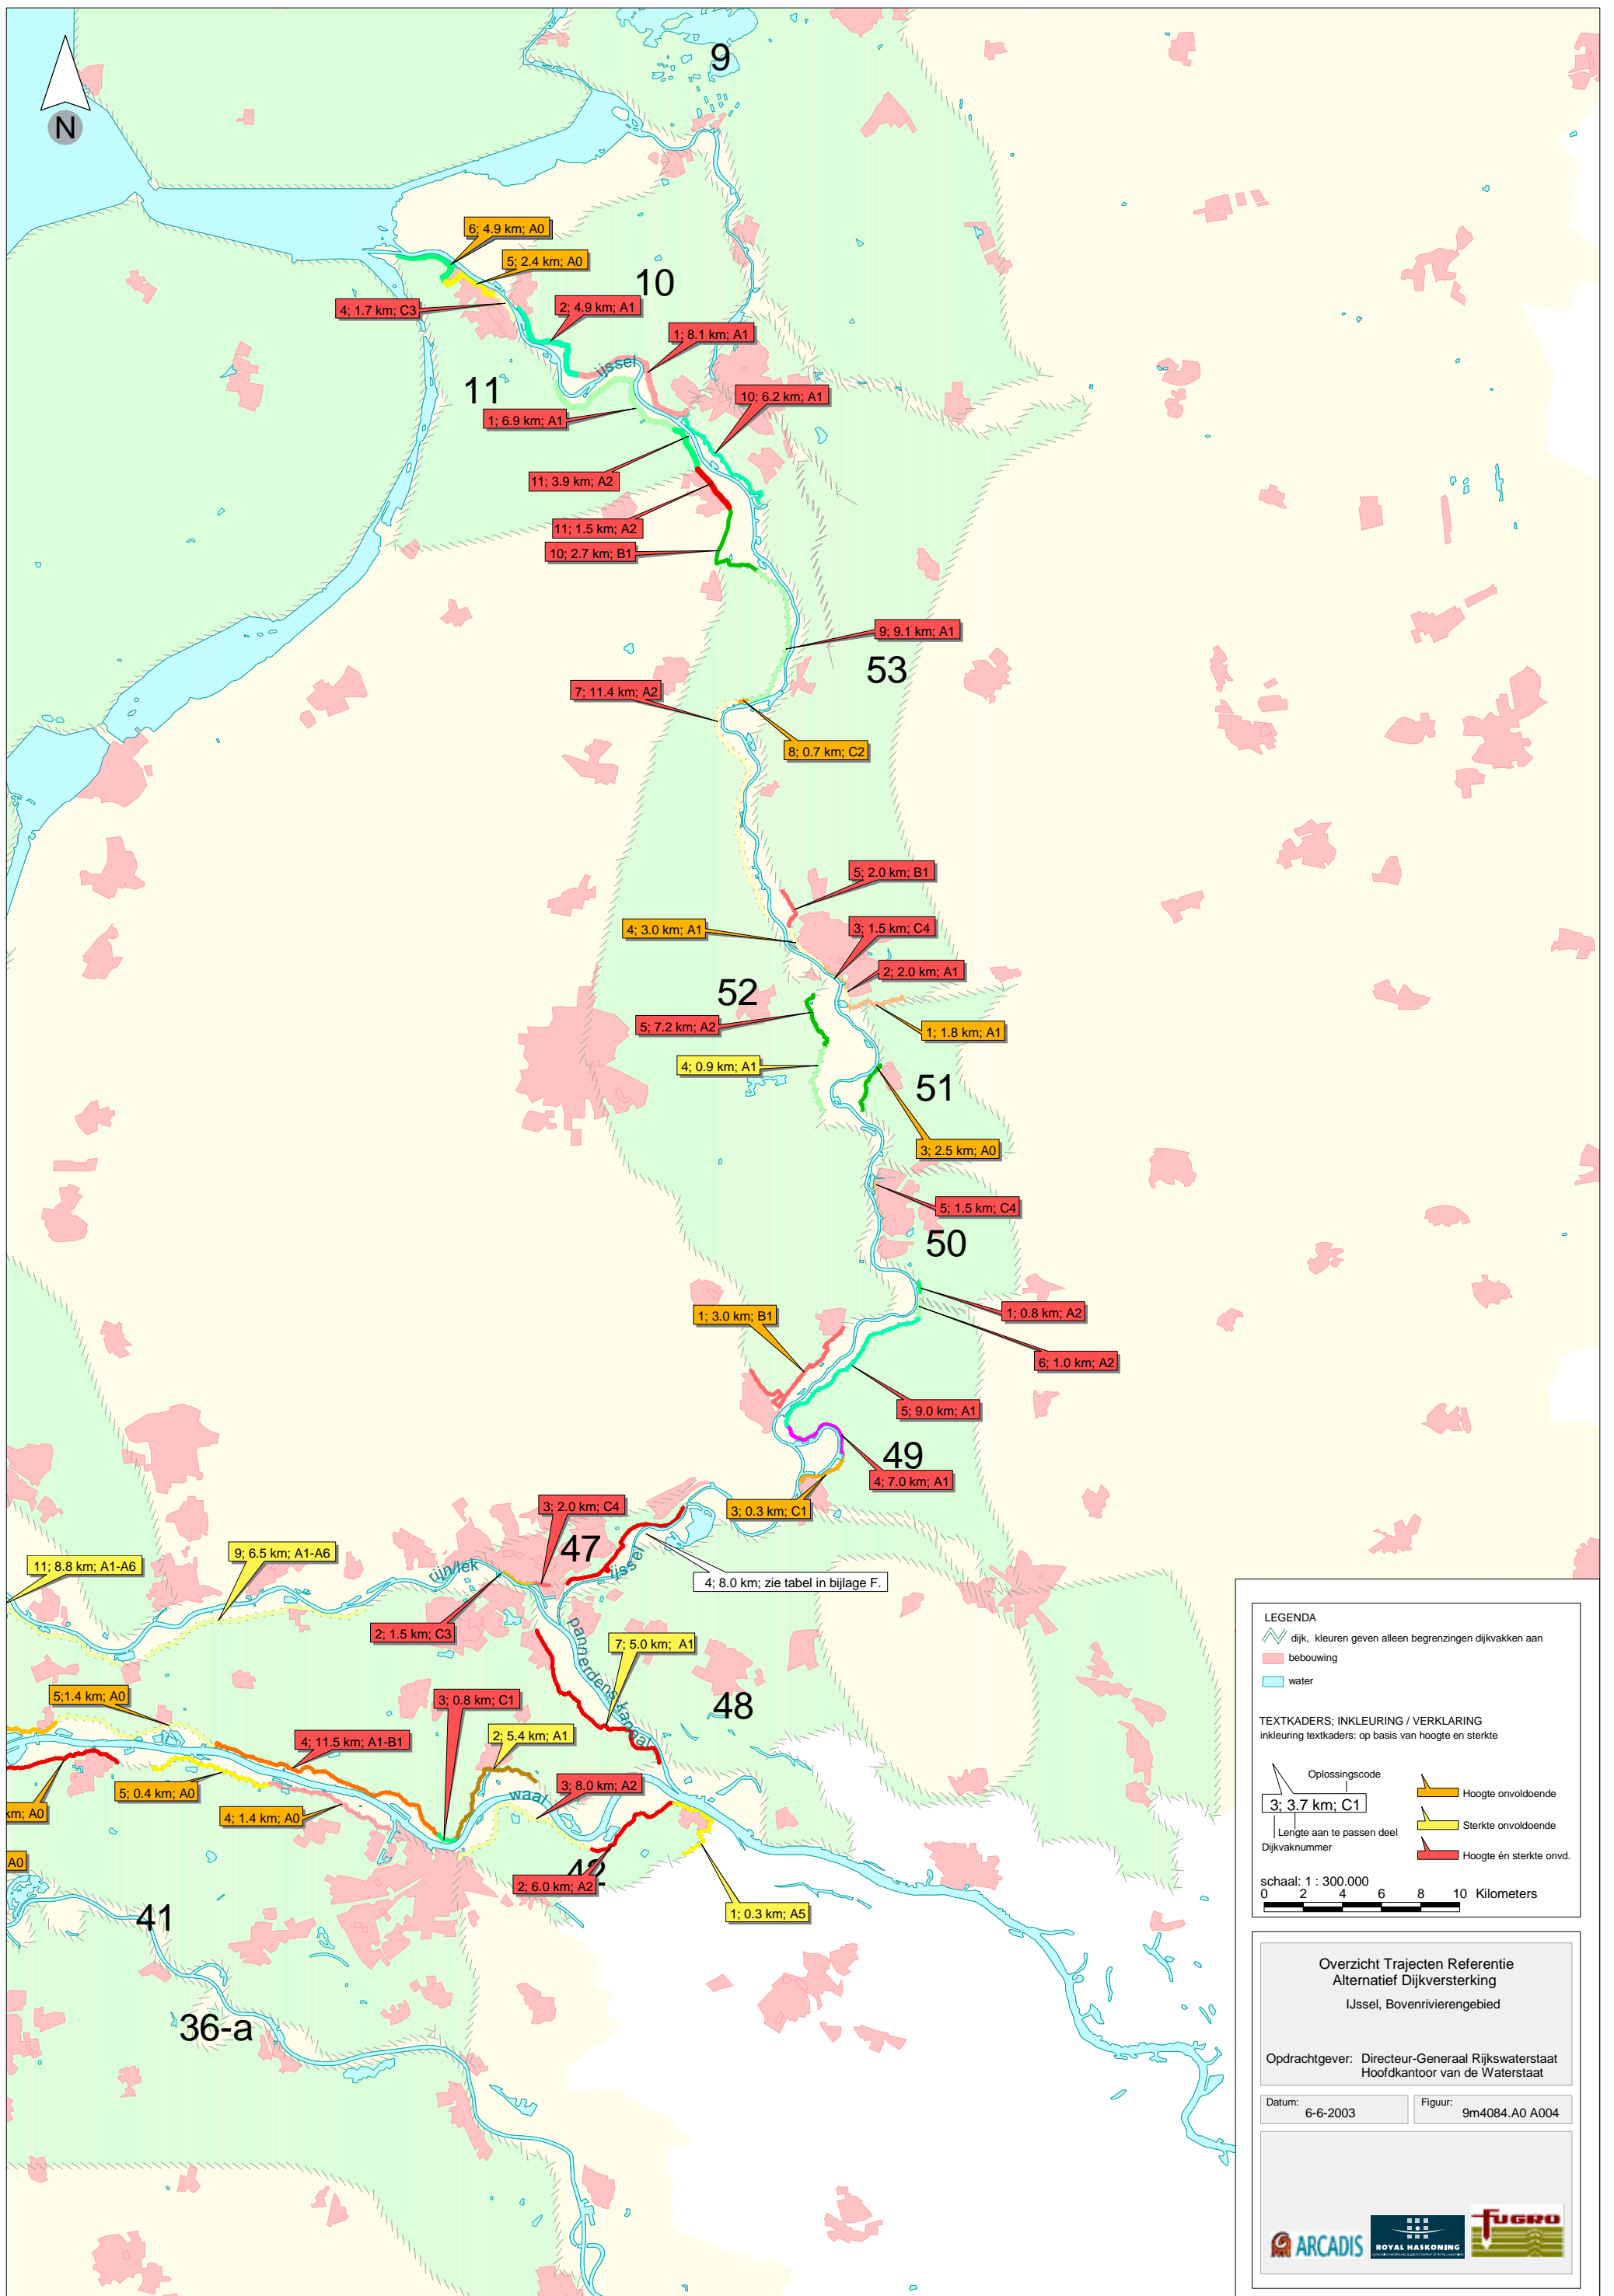 9
N
6; 4.9 km; A0
5; 2.4 km; A0
10
4; 1.7 km; C3
2; 4.9 km; A1
1; 8.1 km; A1
ijssel
11
10; 6.2 km; A1
1; 6.9 km; A1
11; 3.9 km; A2
11; 1.5 km; A2
10; 2.7 km; B1
9; 9.1 km; A1
53
7; 11.4 km; A2
8; 0.7 km; C2
5; 2.0 km; B1
4; 3.0 km; A1
3; 1.5 km; C4
2; 2.0 km; A1
52
5; 7.2 km; A2
1; 1.8 km; A1
4; 0.9 km; A1
51
3; 2.5 km; A0
5; 1.5 km; C4
50
1; 3.0 km; B1
1; 0.8 km; A2
6; 1.0 km; A2
5; 9.0 km; A1
49
4; 7.0 km; A1
3; 0.3 km; C1
3; 2.0 km; C4
47
9; 6.5 km; A1-A6
11; 8.8 km; A1-A6
rijn/lek
ijssel
4; 8.0 km; zie tabel in bijlage F.
2; 1.5 km; C3
pannerdens kanaal
7; 5.0 km; A1
5;1.4 km; A0
3; 0.8 km; C1
48
2; 5.4 km; A1
4; 11.5 km; A1-B1
3; 8.0 km; A2
waal
5; 0.4 km; A0
km; A0
4; 1.4 km; A0
A0
42
2; 6.0 km; A2
1; 0.3 km; A5
41
36-a
LEGENDA
dijk, kleuren geven alleen begrenzingen dijkvakken aan
bebouwing
water
TEXTKADERS; INKLEURING / VERKLARING
inkleuring textkaders: op basis van hoogte en sterkte
Oplossingscode
3; 3.7 km; C1
Lengte aan te passen deel
Dijkvaknummer
Hoogte onvoldoende
Sterkte onvoldoende
Hoogte én sterkte onvd.
schaal: 1 : 300.000
0 2 4 6 8 10 Kilometers
Overzicht Trajecten Referentie
Alternatief Dijkversterking
IJssel, Bovenrivierengebied
Opdrachtgever: Directeur-Generaal Rijkswaterstaat
Hoofdkantoor van de Waterstaat
Datum:
6-6-2003
Figuur:
9m4084.A0 A004
ARCADIS
ROYAL HASKONING
FUGRO